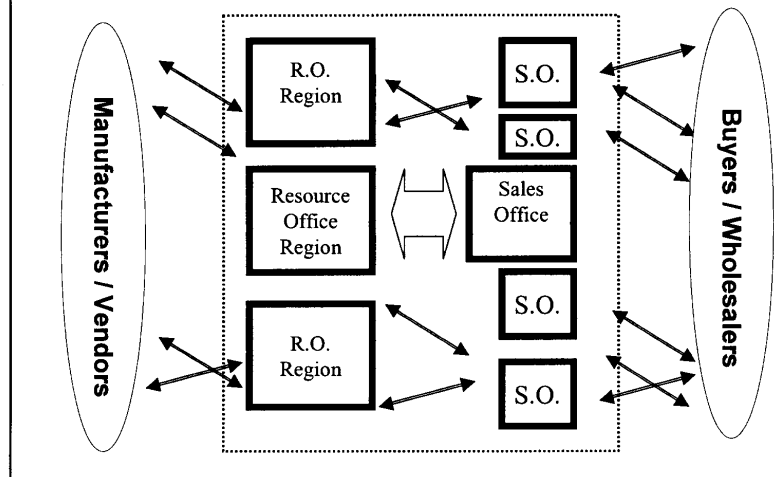 Manufacturers / Vendors
R.O.
Region
Resource
Office
Region
R.O.
Region
S.O.
S.O.
Sales
Office
S.O.
S.O.
Buyers / Wholesalers